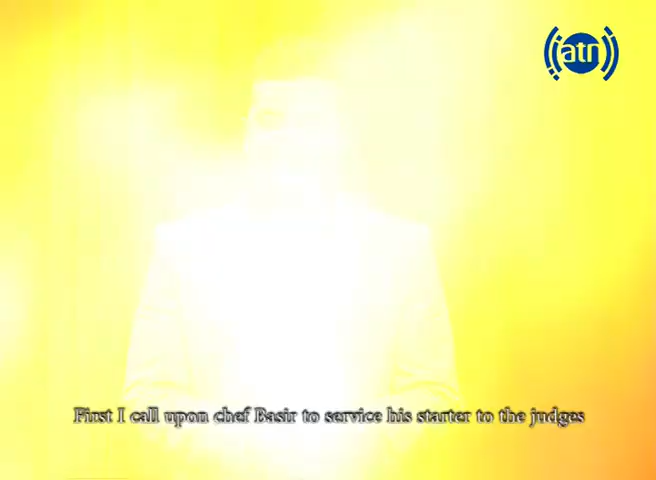 atn
First I call upon chef Basir to service his starter to the judges